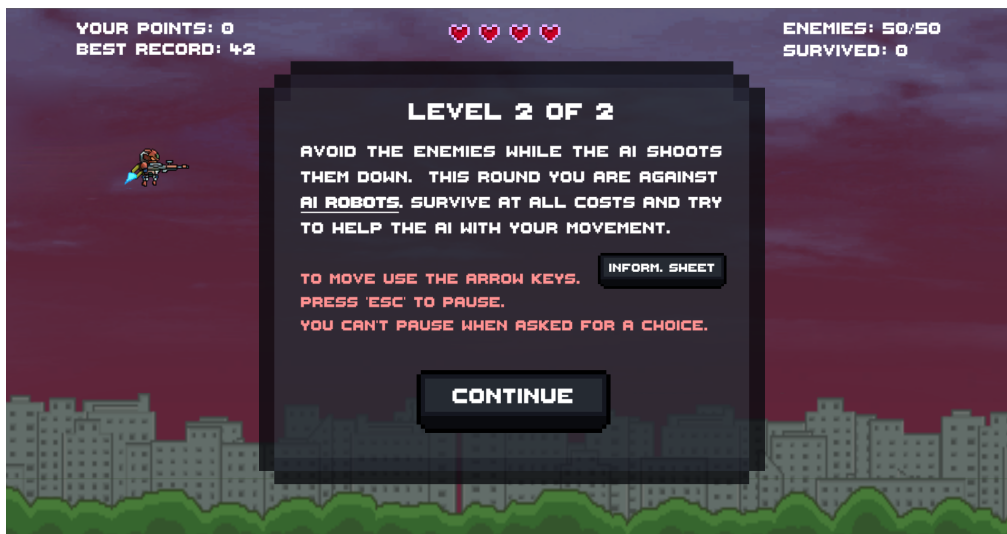 YOUR POINTS: 0
BEST RECORD: 42
ENEMIES: 50/50
SURVIVED: 0
LEVEL 2 OF 2
AVOID THE ENEMIES WHILE THE AI SHOOTS
THEM DOWN. THIS ROUND YOU ARE AGAINST
AI ROBOTS. SURVIVE AT ALL COSTS AND TRY
TO HELP THE AI WITH YOUR MOVEMENT.
INFORM. SHEET
TO MOVE USE THE ARROW KEYS.
PRESS 'ESC' TO PAUSE.
YOU CAN'T PAUSE WHEN ASKED FOR A CHOICE.
CONTINUE